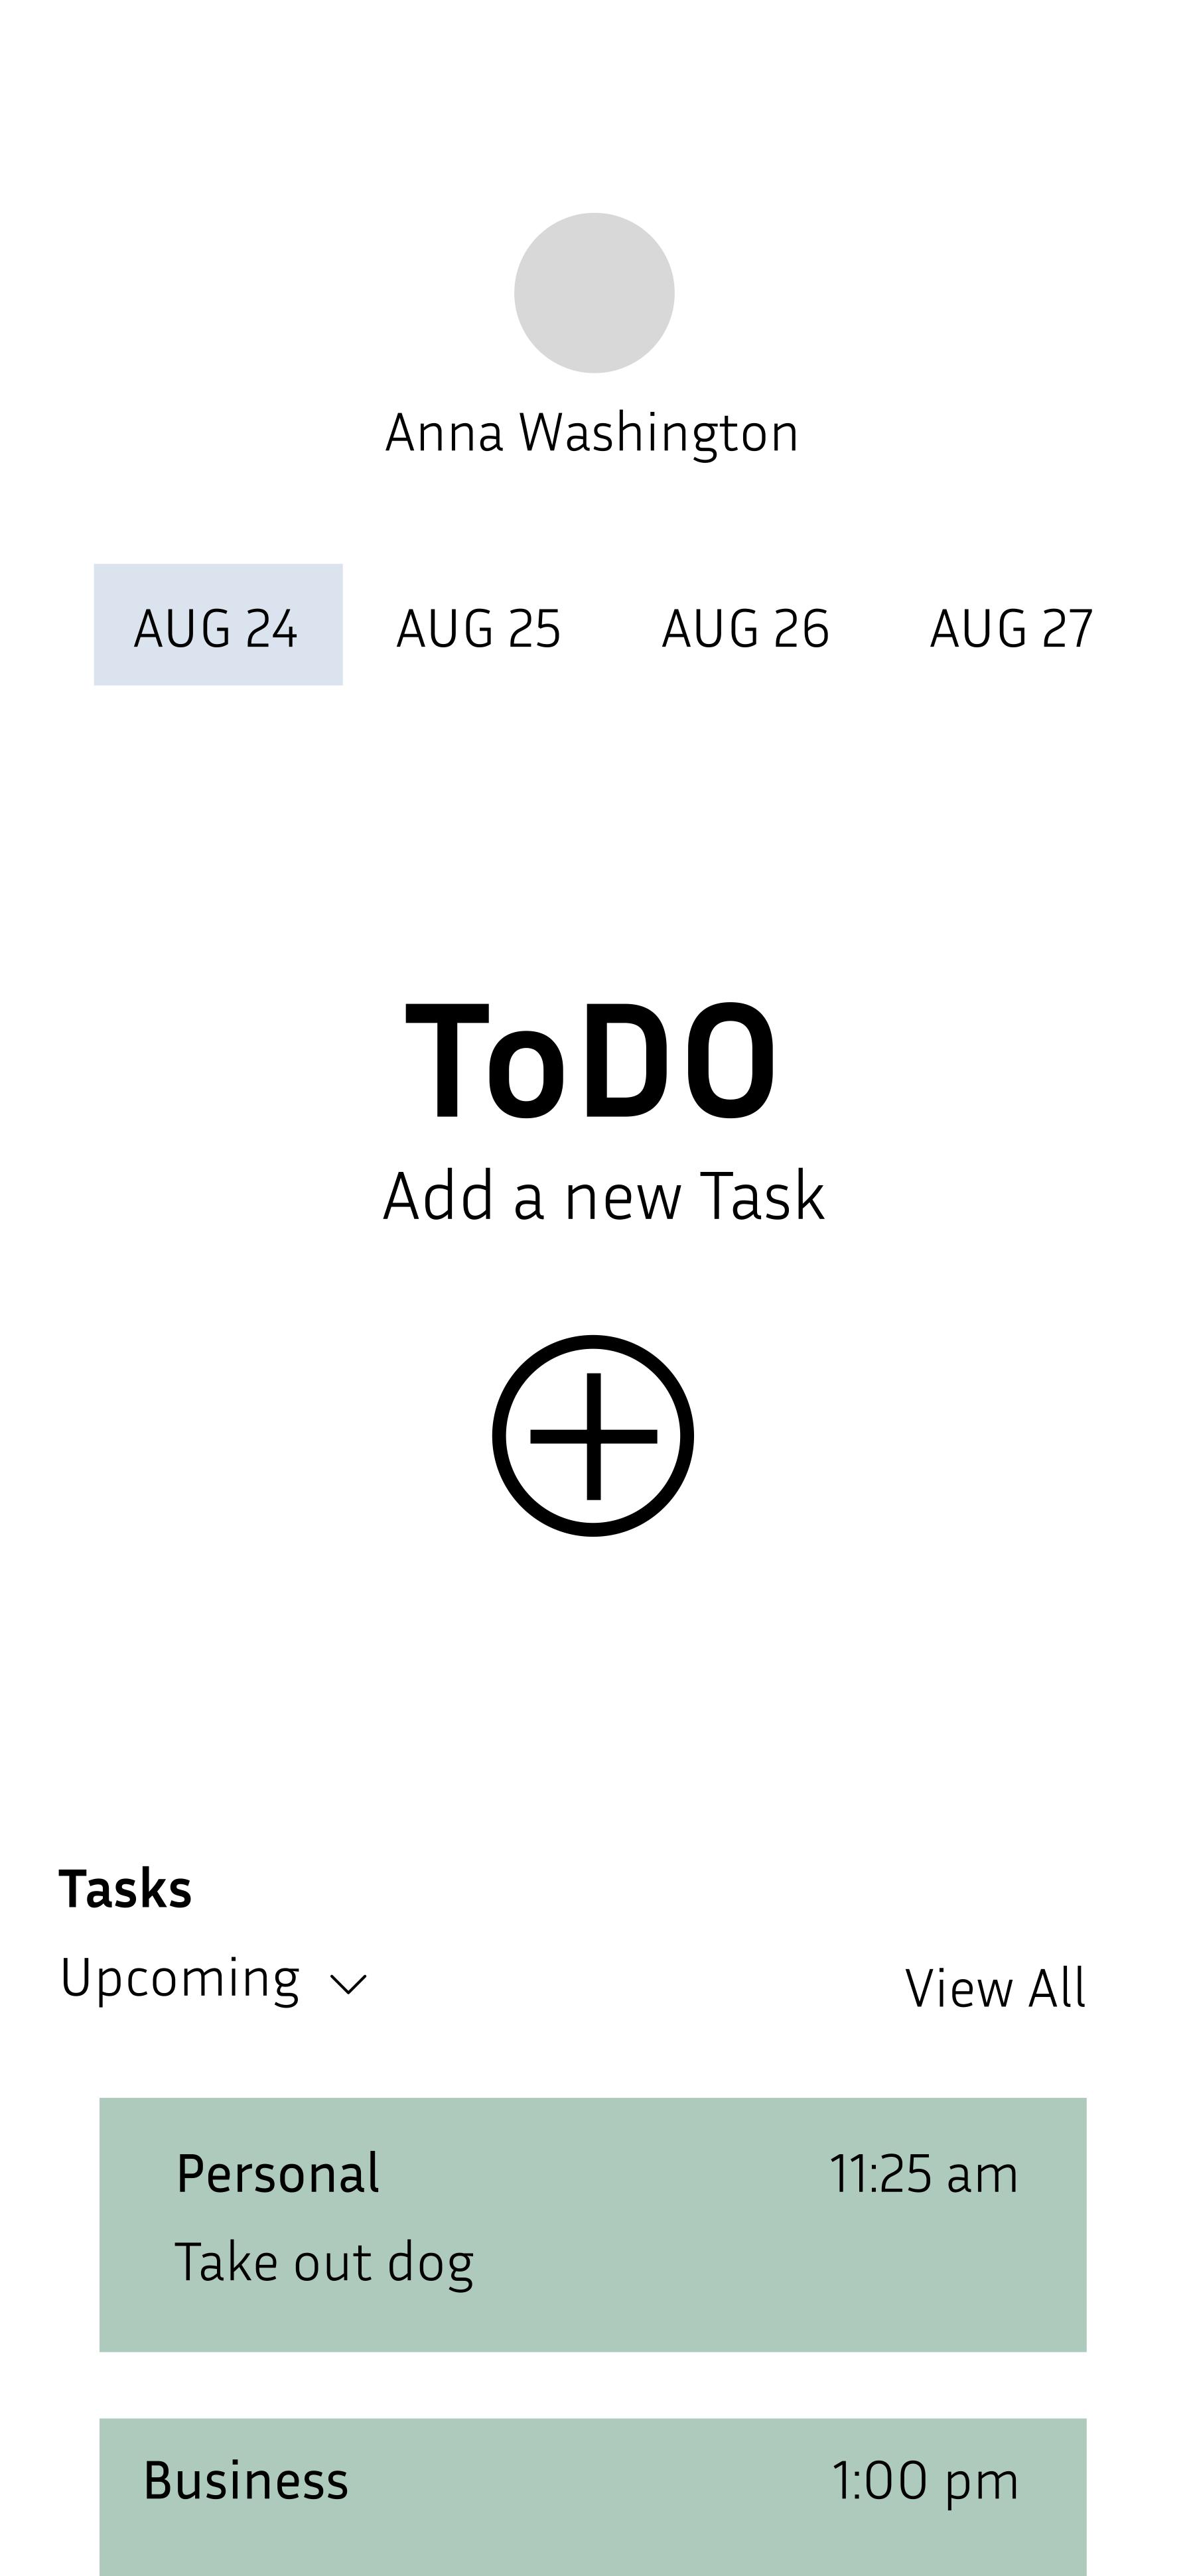 Anna Washington
AUG 24 AUG 25 AUG 26 AUG 27
ToDO
Add a new Task
Tasks
Upcoming
View All
Personal 11:25 am
Take out dog
Business 1:00 pm